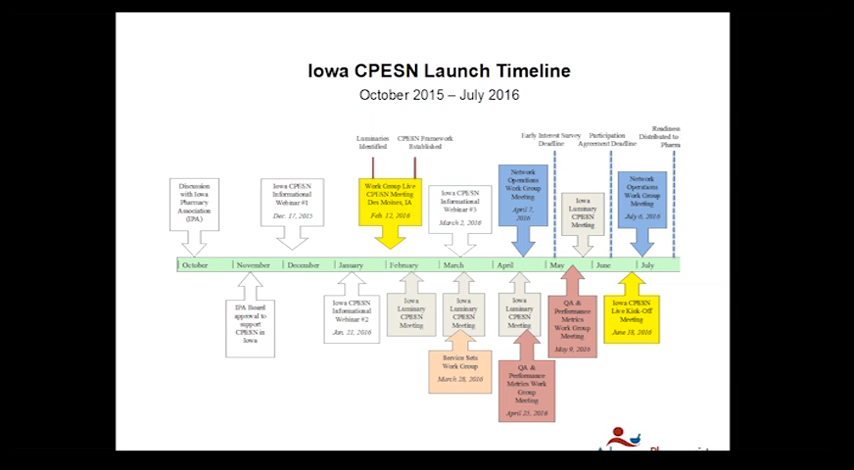 Iowa CPESN Launch Timeline
October 2015 – July 2016
Luminaries
Identified
CPESN Framework
Established
Early Interest Survey
Deadline
Participation
Agreement Deadline
Readiness
Distributed to
Pharm
Discussion
with Iowa
Pharmacy
Association
(IPA)
Iowa CPESN
Informational
Webinar #1
Dec. 17, 2015
Work Group Live
CPESN Meeting
Des Moines, IA
Feb. 12, 2016
Iowa CPESN
Informational
Webinar #3
March 2, 2016
Network
Operations
Work Group
Meeting
April 7,
2016
Iowa
Luminary
CPESN
Meeting
Network
Operations
Work Group
Meeting
July 6, 2016
October
November
December
January
February
March
April
May
June
July
IPA Board
approval to
support
CPESN in
Iowa
Iowa CPESN
Informational
Webinar #2
Jan. 21, 2016
Iowa
Luminary
CPESN
Meeting
Iowa
Luminary
CPESN
Meeting
Iowa
Luminary
CPESN
Meeting
QA &
Performance
Metrics
Work Group
Meeting
May 9, 2016
Iowa CPESN
Live Kick-Off
Meeting
June 18, 2016
Service Sets
Work Group
March 28, 2016
QA &
Performance
Metrics Work
Group
Meeting
April 25, 2016